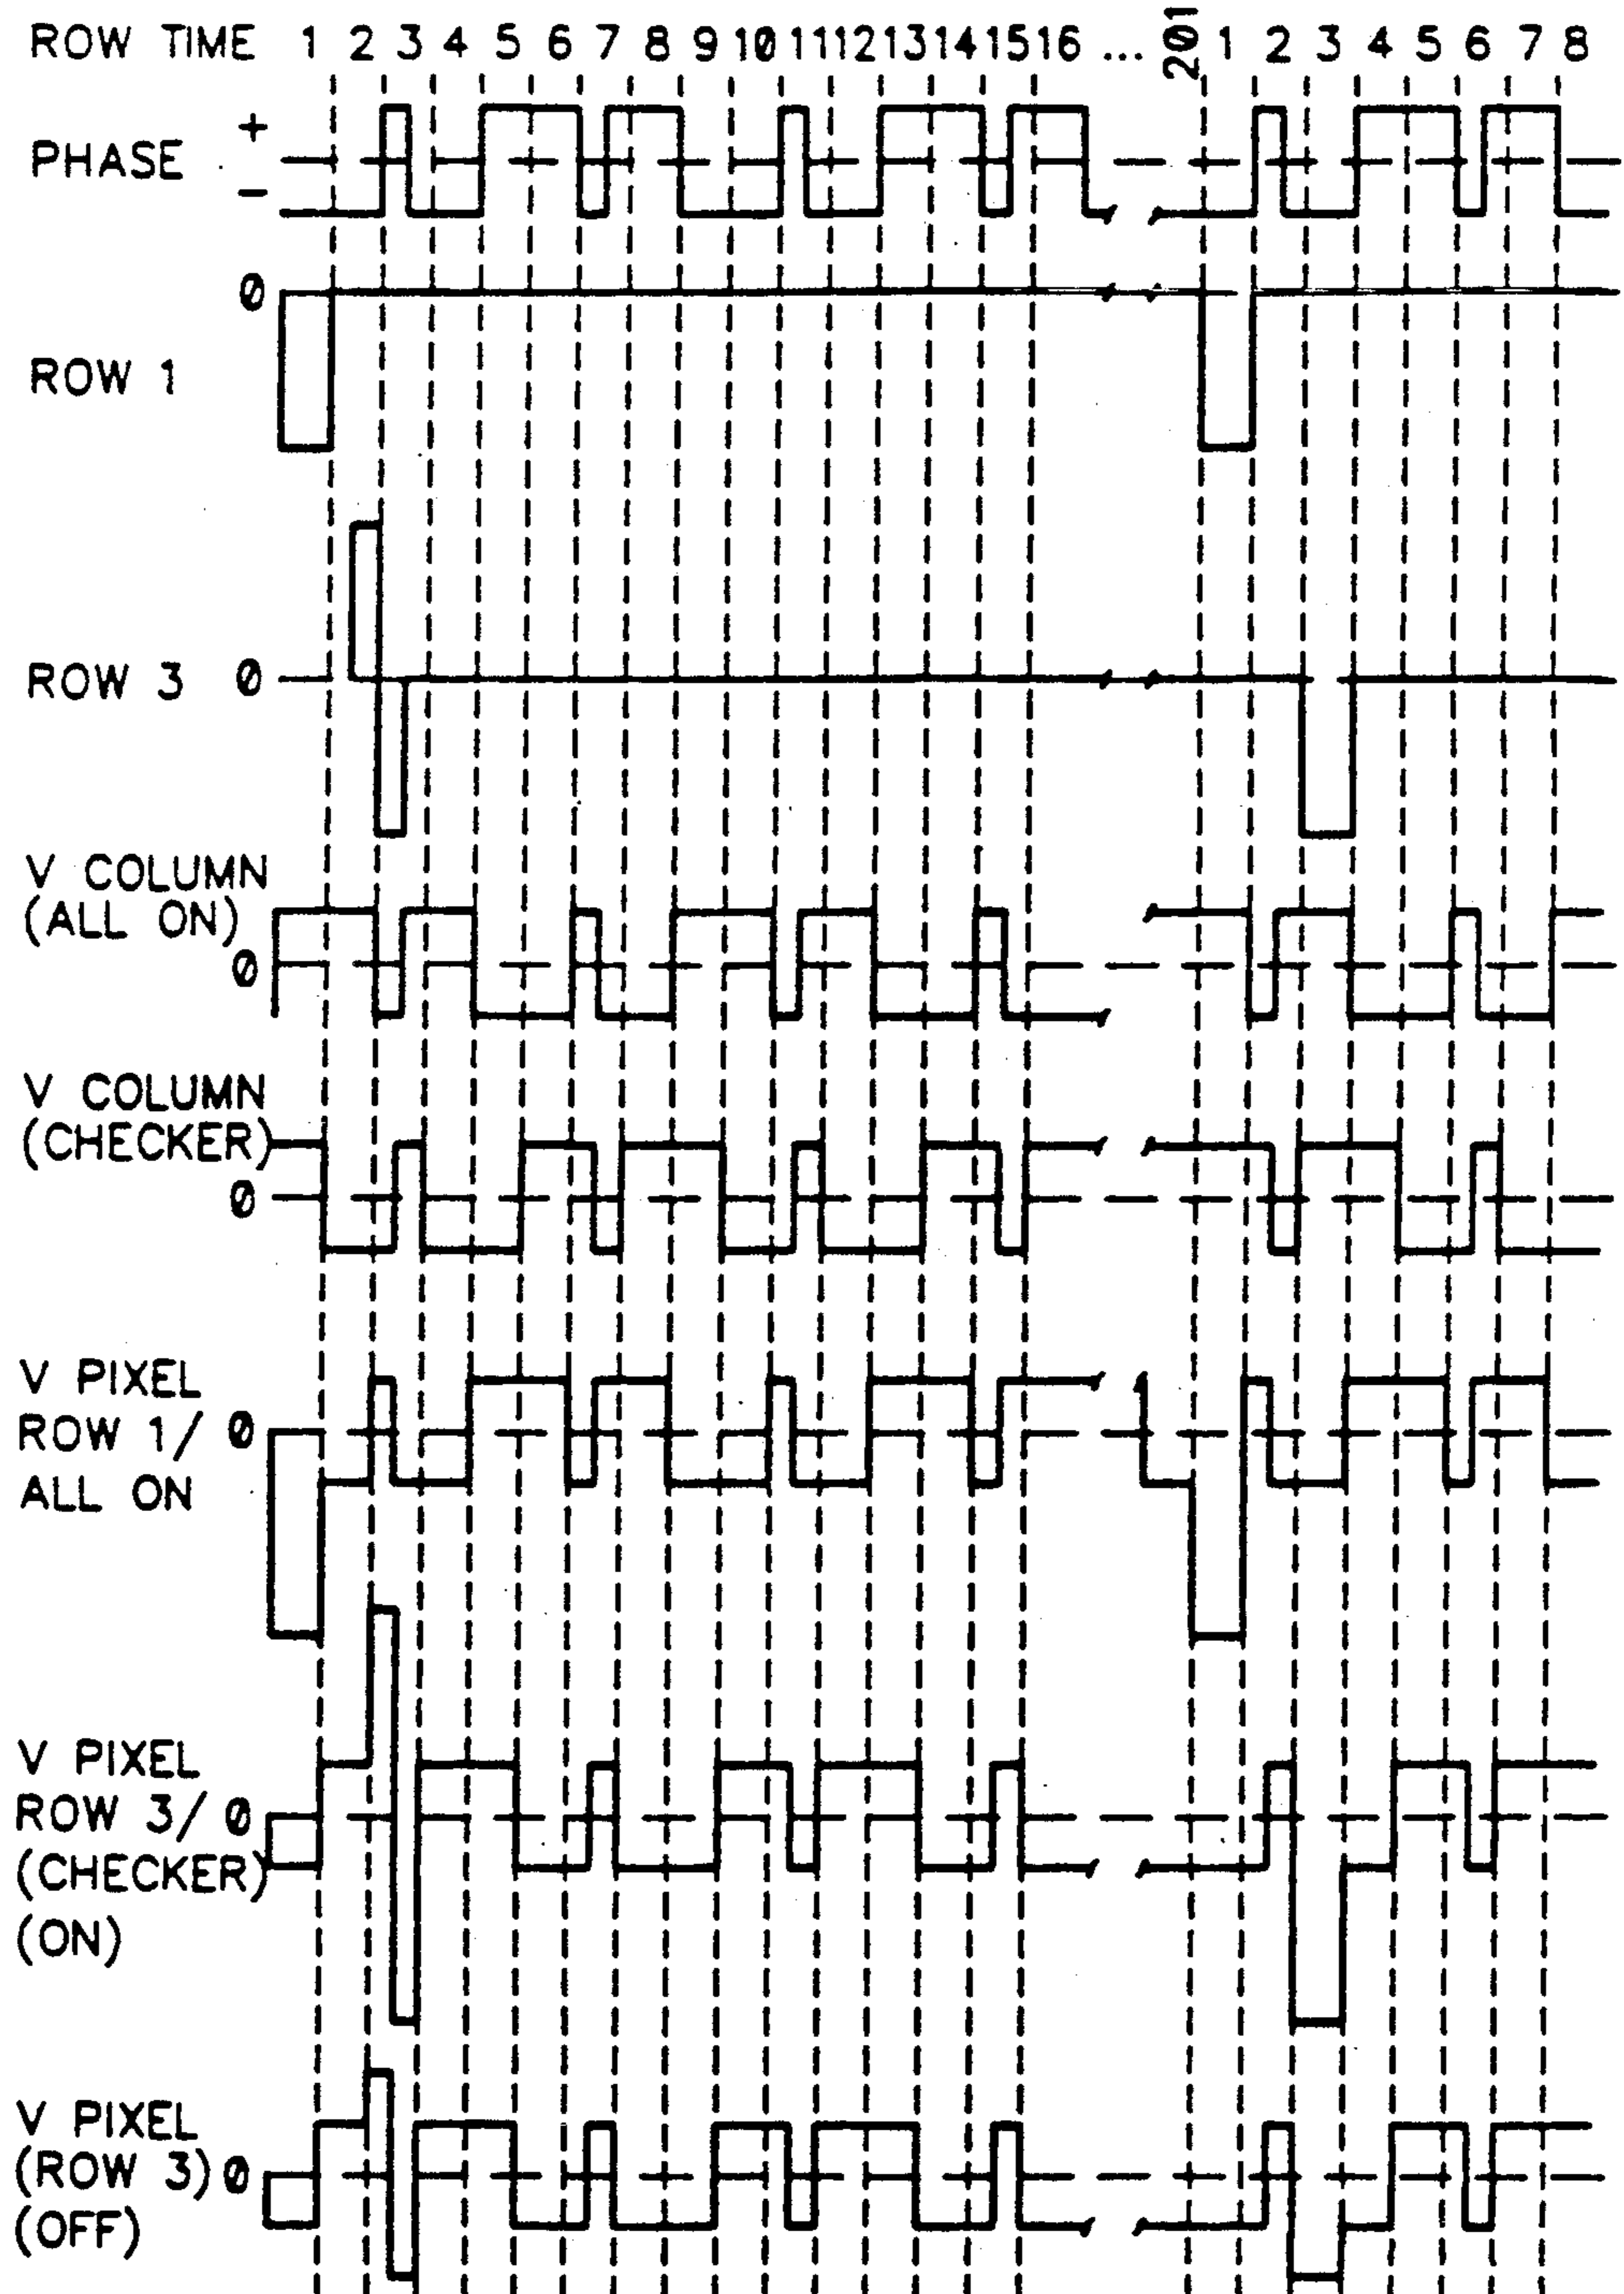 ROW TIME 1 2 3 4 5 6 7 8 9 10 11 12 13 14 15 16 ... 201 1 2 3 4 5 6 7 8
+
PHASE
−
0
ROW 1
ROW 3 0
V COLUMN
(ALL ON)
0
V COLUMN
(CHECKER)
0
V PIXEL
ROW 1/ 0
ALL ON
V PIXEL
ROW 3/ 0
(CHECKER)
(ON)
V PIXEL
(ROW 3) 0
(OFF)